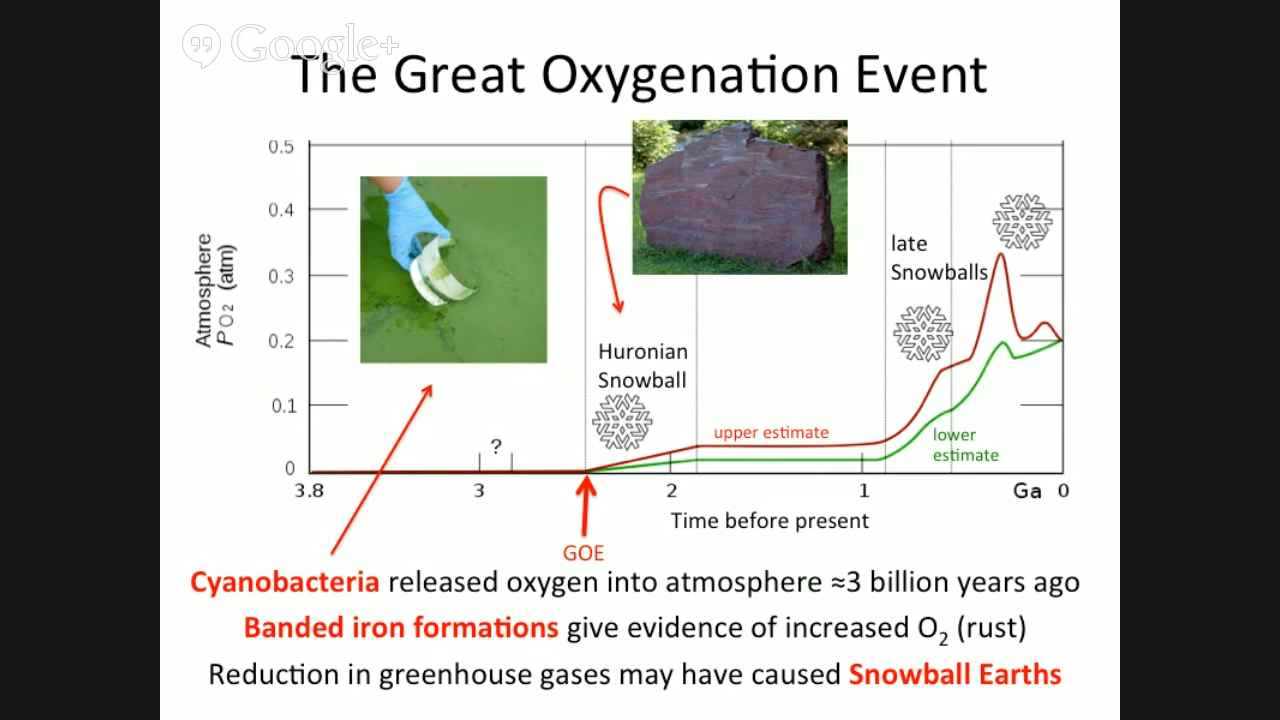 Google+
The Great Oxygenation Event
0.5
0.4
0.3
0.2
0.1
0
Atmosphere
PO2 (atm)
late
Snowballs
Huronian
Snowball
?
upper estimate
lower
estimate
3.8 3 2 1 Ga 0
Time before present
GOE
Cyanobacteria released oxygen into atmosphere ≈3 billion years ago
Banded iron formations give evidence of increased O2 (rust)
Reduction in greenhouse gases may have caused Snowball Earths